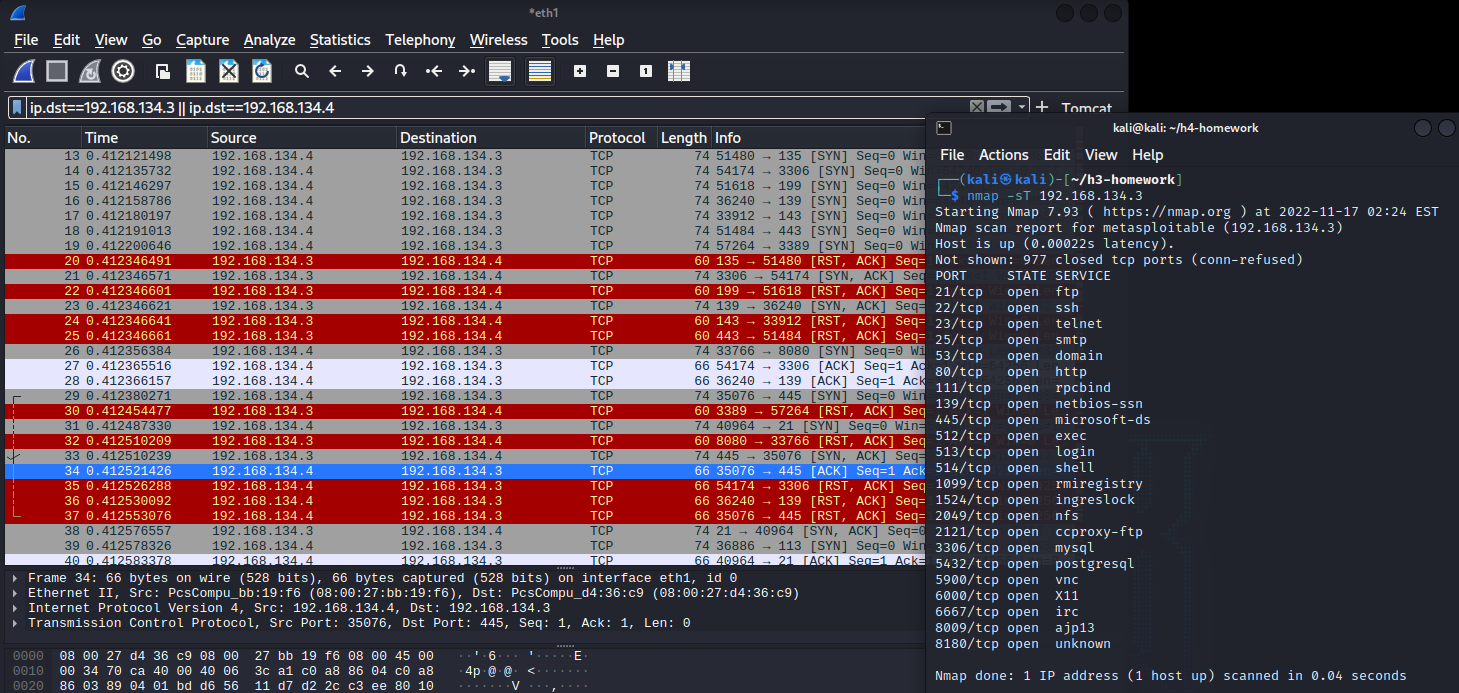 *eth1
File Edit View Go Capture Analyze Statistics Telephony Wireless Tools Help
ip.dst==192.168.134.3 || ip.dst==192.168.134.4
Tomcat
No. Time Source Destination Protocol Length Info
13 0.412121498 192.168.134.4 192.168.134.3 TCP 74 51480 → 135 [SYN] Seq=0 Win
14 0.412135732 192.168.134.4 192.168.134.3 TCP 74 54174 → 3306 [SYN] Seq=0 Wi
15 0.412146297 192.168.134.4 192.168.134.3 TCP 74 51618 → 199 [SYN] Seq=0 Win
16 0.412158786 192.168.134.4 192.168.134.3 TCP 74 36240 → 139 [SYN] Seq=0 Win
17 0.412180197 192.168.134.4 192.168.134.3 TCP 74 33912 → 143 [SYN] Seq=0 Win
18 0.412191013 192.168.134.4 192.168.134.3 TCP 74 51484 → 443 [SYN] Seq=0 Win
19 0.412200646 192.168.134.4 192.168.134.3 TCP 74 57264 → 3389 [SYN] Seq=0 Wi
20 0.412346491 192.168.134.3 192.168.134.4 TCP 60 135 → 51480 [RST, ACK] Seq=
21 0.412346571 192.168.134.3 192.168.134.4 TCP 74 3306 → 54174 [SYN, ACK] Seq
22 0.412346601 192.168.134.3 192.168.134.4 TCP 60 199 → 51618 [RST, ACK] Seq=
23 0.412346621 192.168.134.3 192.168.134.4 TCP 74 139 → 36240 [SYN, ACK] Seq=
24 0.412346641 192.168.134.3 192.168.134.4 TCP 60 143 → 33912 [RST, ACK] Seq=
25 0.412346661 192.168.134.3 192.168.134.4 TCP 60 443 → 51484 [RST, ACK] Seq=
26 0.412356384 192.168.134.4 192.168.134.3 TCP 74 33766 → 8080 [SYN] Seq=0 Wi
27 0.412365516 192.168.134.4 192.168.134.3 TCP 66 54174 → 3306 [ACK] Seq=1 Ac
28 0.412366157 192.168.134.4 192.168.134.3 TCP 66 36240 → 139 [ACK] Seq=1 Ack
29 0.412380271 192.168.134.4 192.168.134.3 TCP 74 35076 → 445 [SYN] Seq=0 Win
30 0.412454477 192.168.134.3 192.168.134.4 TCP 60 3389 → 57264 [RST, ACK] Seq
31 0.412487330 192.168.134.4 192.168.134.3 TCP 74 40964 → 21 [SYN] Seq=0 Win=
32 0.412510209 192.168.134.3 192.168.134.4 TCP 60 8080 → 33766 [RST, ACK] Seq
33 0.412510239 192.168.134.3 192.168.134.4 TCP 74 445 → 35076 [SYN, ACK] Seq=
34 0.412521426 192.168.134.4 192.168.134.3 TCP 66 35076 → 445 [ACK] Seq=1 Ack
35 0.412526288 192.168.134.4 192.168.134.3 TCP 66 54174 → 3306 [RST, ACK] Seq
36 0.412530092 192.168.134.4 192.168.134.3 TCP 66 36240 → 139 [RST, ACK] Seq=
37 0.412553076 192.168.134.4 192.168.134.3 TCP 66 35076 → 445 [RST, ACK] Seq=
38 0.412576557 192.168.134.3 192.168.134.4 TCP 74 21 → 40964 [SYN, ACK] Seq=0
39 0.412578326 192.168.134.4 192.168.134.3 TCP 74 36886 → 113 [SYN] Seq=0 Win
40 0.412583378 192.168.134.4 192.168.134.3 TCP 66 40964 → 21 [ACK] Seq=1 Ack=
Frame 34: 66 bytes on wire (528 bits), 66 bytes captured (528 bits) on interface eth1, id 0
Ethernet II, Src: PcsCompu_bb:19:f6 (08:00:27:bb:19:f6), Dst: PcsCompu_d4:36:c9 (08:00:27:d4:36:c9)
Internet Protocol Version 4, Src: 192.168.134.4, Dst: 192.168.134.3
Transmission Control Protocol, Src Port: 35076, Dst Port: 445, Seq: 1, Ack: 1, Len: 0
0000 08 00 27 d4 36 c9 08 00 27 bb 19 f6 08 00 45 00 ··'·6··· '·····E·
0010 00 34 70 ca 40 00 40 06 3c a1 c0 a8 86 04 c0 a8 ·4p·@·@· <·······
0020 86 03 89 04 01 bd d6 56 11 d7 d2 2c c3 ee 80 10 ·······V ···,····
kali@kali: ~/h4-homework
File Actions Edit View Help
┌──(kali㉿kali)-[~/h3-homework]
└─$ nmap -sT 192.168.134.3
Starting Nmap 7.93 ( https://nmap.org ) at 2022-11-17 02:24 EST
Nmap scan report for metasploitable (192.168.134.3)
Host is up (0.00022s latency).
Not shown: 977 closed tcp ports (conn-refused)
PORT STATE SERVICE
21/tcp open ftp
22/tcp open ssh
23/tcp open telnet
25/tcp open smtp
53/tcp open domain
80/tcp open http
111/tcp open rpcbind
139/tcp open netbios-ssn
445/tcp open microsoft-ds
512/tcp open exec
513/tcp open login
514/tcp open shell
1099/tcp open rmiregistry
1524/tcp open ingreslock
2049/tcp open nfs
2121/tcp open ccproxy-ftp
3306/tcp open mysql
5432/tcp open postgresql
5900/tcp open vnc
6000/tcp open X11
6667/tcp open irc
8009/tcp open ajp13
8180/tcp open unknown
Nmap done: 1 IP address (1 host up) scanned in 0.04 seconds